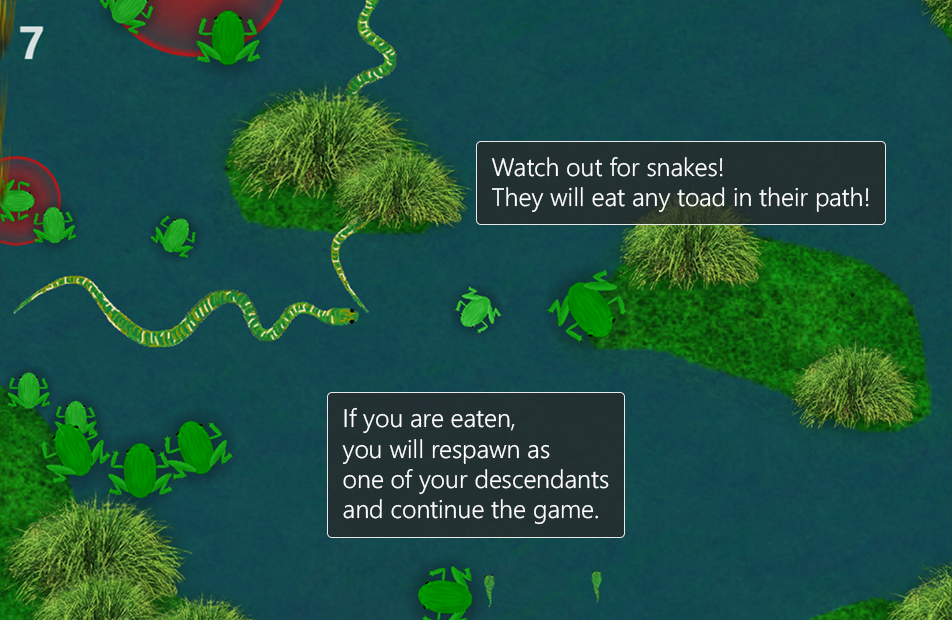 7
Watch out for snakes!
They will eat any toad in their path!
If you are eaten,
you will respawn as
one of your descendants
and continue the game.